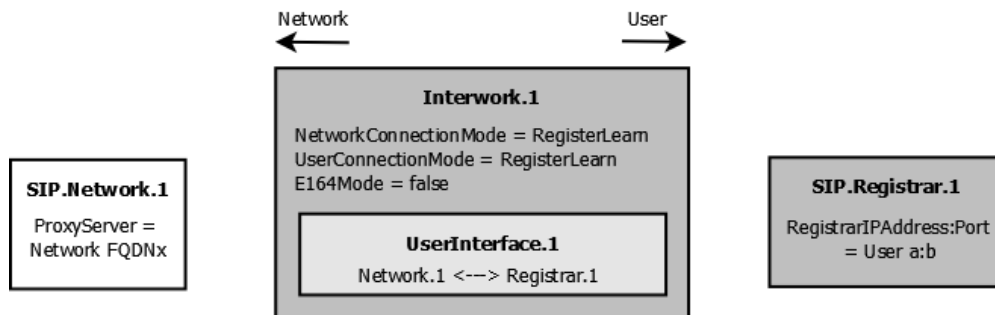 Network
User
Interwork.1
NetworkConnectionMode = RegisterLearn
UserConnectionMode = RegisterLearn
E164Mode = false
SIP.Network.1
ProxyServer =
Network FQDNx
UserInterface.1
Network.1 <---> Registrar.1
SIP.Registrar.1
RegistrarIPAddress:Port
= User a:b